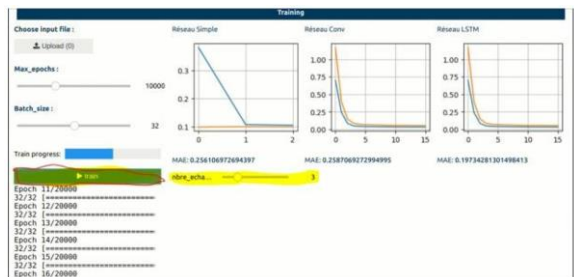 Training
Choose input file :
Upload (0)
Max_epochs :
10000
Batch_size :
32
Train progress:
train
Epoch 11/20000
32/32 [========================
Epoch 12/20000
32/32 [========================
Epoch 13/20000
32/32 [========================
Epoch 14/20000
32/32 [========================
Epoch 15/20000
32/32 [========================
Epoch 16/20000
Réseau Simple
0.3
0.2
0.1
0 1 2
MAE: 0.256106972694397
nbre_echa... 3
Réseau Conv
1.00
0.75
0.50
0.25
0.00
0 5 10 15
MAE: 0.2587069272994995
Réseau LSTM
1.00
0.75
0.50
0.25
0.00
0 5 10 15
MAE: 0.19734281301498413